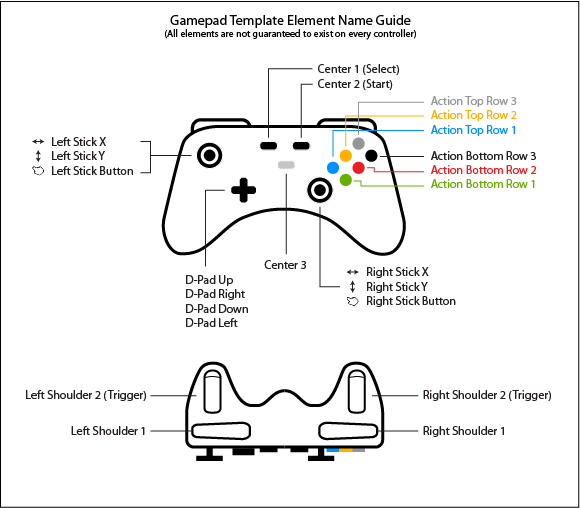 Gamepad Template Element Name Guide
(All elements are not guaranteed to exist on every controller)
Center 1 (Select)
Center 2 (Start)
Action Top Row 3
Action Top Row 2
Action Top Row 1
Left Stick X
Left Stick Y
Left Stick Button
Action Bottom Row 3
Action Bottom Row 2
Action Bottom Row 1
Center 3
D-Pad Up
D-Pad Right
D-Pad Down
D-Pad Left
Right Stick X
Right Stick Y
Right Stick Button
Left Shoulder 2 (Trigger)
Right Shoulder 2 (Trigger)
Left Shoulder 1
Right Shoulder 1